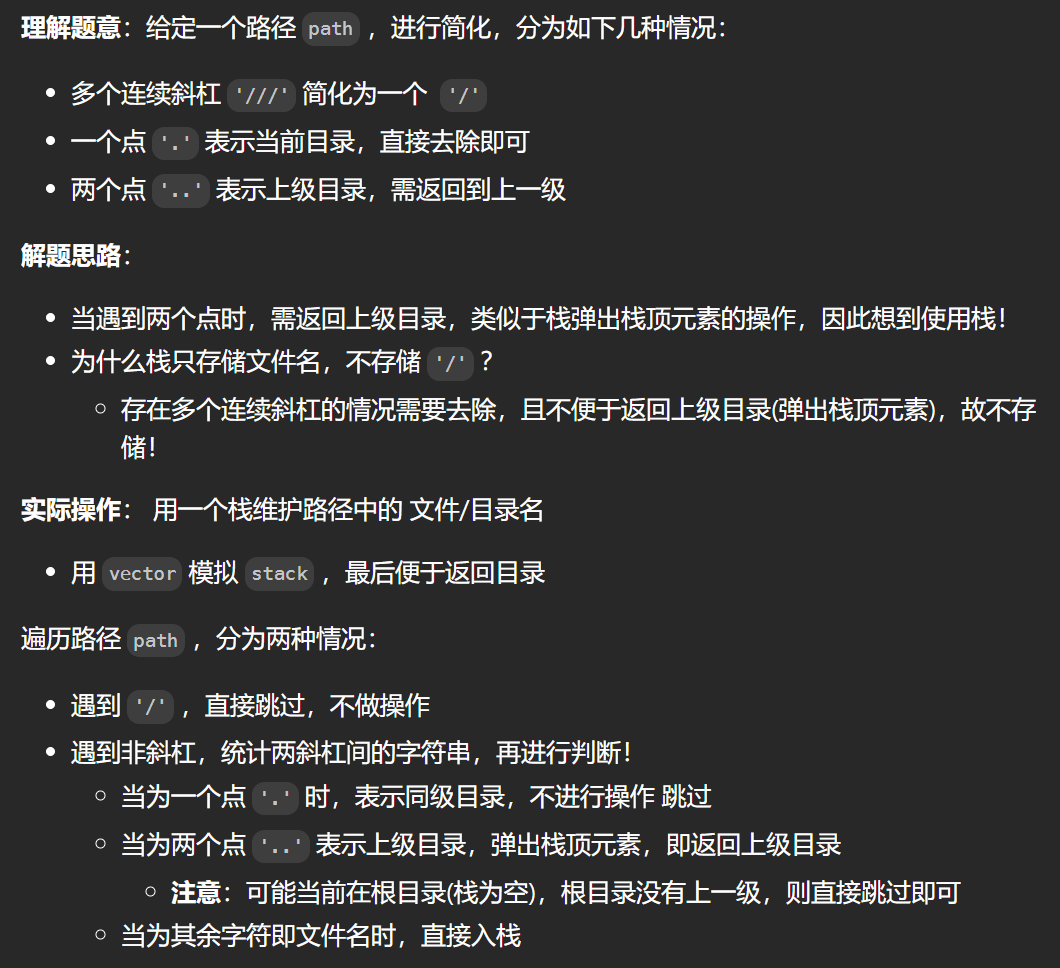 理解题意：给定一个路径 path ，进行简化，分为如下几种情况：
多个连续斜杠 '///' 简化为一个 '/'
一个点 '.' 表示当前目录，直接去除即可
两个点 '..' 表示上级目录，需返回到上一级
解题思路：
当遇到两个点时，需返回上级目录，类似于栈弹出栈顶元素的操作，因此想到使用栈！
为什么栈只存储文件名，不存储 '/' ？
存在多个连续斜杠的情况需要去除，且不便于返回上级目录(弹出栈顶元素)，故不存
储！
实际操作： 用一个栈维护路径中的 文件/目录名
用 vector 模拟 stack ，最后便于返回目录
遍历路径 path ，分为两种情况：
遇到 '/' ，直接跳过，不做操作
遇到非斜杠，统计两斜杠间的字符串，再进行判断！
当为一个点 '.' 时，表示同级目录，不进行操作 跳过
当为两个点 '..' 表示上级目录，弹出栈顶元素，即返回上级目录
注意：可能当前在根目录(栈为空)，根目录没有上一级，则直接跳过即可
当为其余字符即文件名时，直接入栈